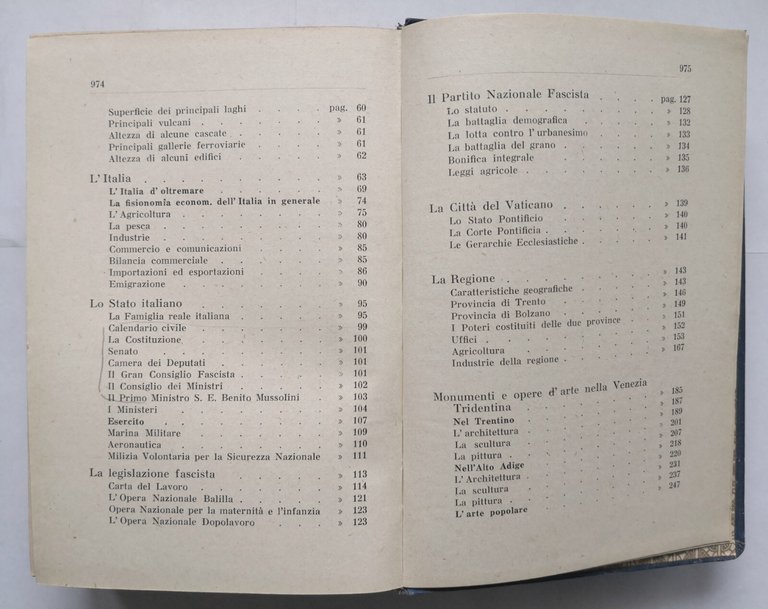 974
Superficie dei principali laghi . . . . pag. 60
Principali vulcani . . . . . . . » 61
Altezza di alcune cascate . . . . . » 61
Principali gallerie ferroviarie . . . . » 61
Altezza di alcuni edifici . . . . . » 62
L'Italia . . . . . . . . . » 63
L'Italia d'oltremare . . . . . . » 69
La fisionomia econom. dell'Italia in generale » 74
L'Agricoltura . . . . . . . » 75
La pesca . . . . . . . . » 80
Industrie . . . . . . . . » 80
Commercio e comunicazioni . . . . » 85
Bilancia commerciale . . . . . . » 85
Importazioni ed esportazioni . . . . » 86
Emigrazione . . . . . . . . » 90
Lo Stato italiano . . . . . . . » 95
La Famiglia reale italiana . . . . . » 95
Calendario civile . . . . . . . » 99
La Costituzione . . . . . . . » 100
Senato . . . . . . . . . » 101
Camera dei Deputati . . . . . . » 101
Il Gran Consiglio Fascista . . . . . » 101
Il Consiglio dei Ministri . . . . . » 102
Il Primo Ministro S. E. Benito Mussolini . » 103
I Ministeri . . . . . . . . » 104
Esercito . . . . . . . . . » 107
Marina Militare . . . . . . . » 109
Aeronautica . . . . . . . . » 110
Milizia Volontaria per la Sicurezza Nazionale » 111
La legislazione fascista . . . . . . » 113
Carta del Lavoro . . . . . . . » 114
L'Opera Nazionale Balilla . . . . . » 121
Opera Nazionale per la maternità e l'infanzia » 123
L'Opera Nazionale Dopolavoro . . . » 123
975
Il Partito Nazionale Fascista . . . . pag. 127
Lo statuto . . . . . . . . » 128
La battaglia demografica . . . . . » 132
La lotta contro l'urbanesimo . . . . » 133
La battaglia del grano . . . . . . » 134
Bonifica integrale . . . . . . . » 135
Leggi agricole . . . . . . . » 136
La Città del Vaticano . . . . . . » 139
Lo Stato Pontificio . . . . . . » 140
La Corte Pontificia . . . . . . » 140
Le Gerarchie Ecclesiastiche . . . . . » 141
La Regione . . . . . . . . » 143
Caratteristiche geografiche . . . . . » 143
Provincia di Trento . . . . . . » 146
Provincia di Bolzano . . . . . . » 149
I Poteri costituiti delle due province . . » 151
Uffici . . . . . . . . . » 152
Agricoltura . . . . . . . . » 153
Industrie della regione . . . . . . » 167
Monumenti e opere d'arte nella Venezia
Tridentina . . . . . . . . » 185
Nel Trentino . . . . . . . » 187
L'architettura . . . . . . . » 189
La scultura . . . . . . . . » 201
La pittura . . . . . . . . » 207
Nell'Alto Adige . . . . . . . » 218
L'Architettura . . . . . . . » 220
La scultura . . . . . . . . » 221
La pittura . . . . . . . . » 237
L'arte popolare . . . . . . . » 247